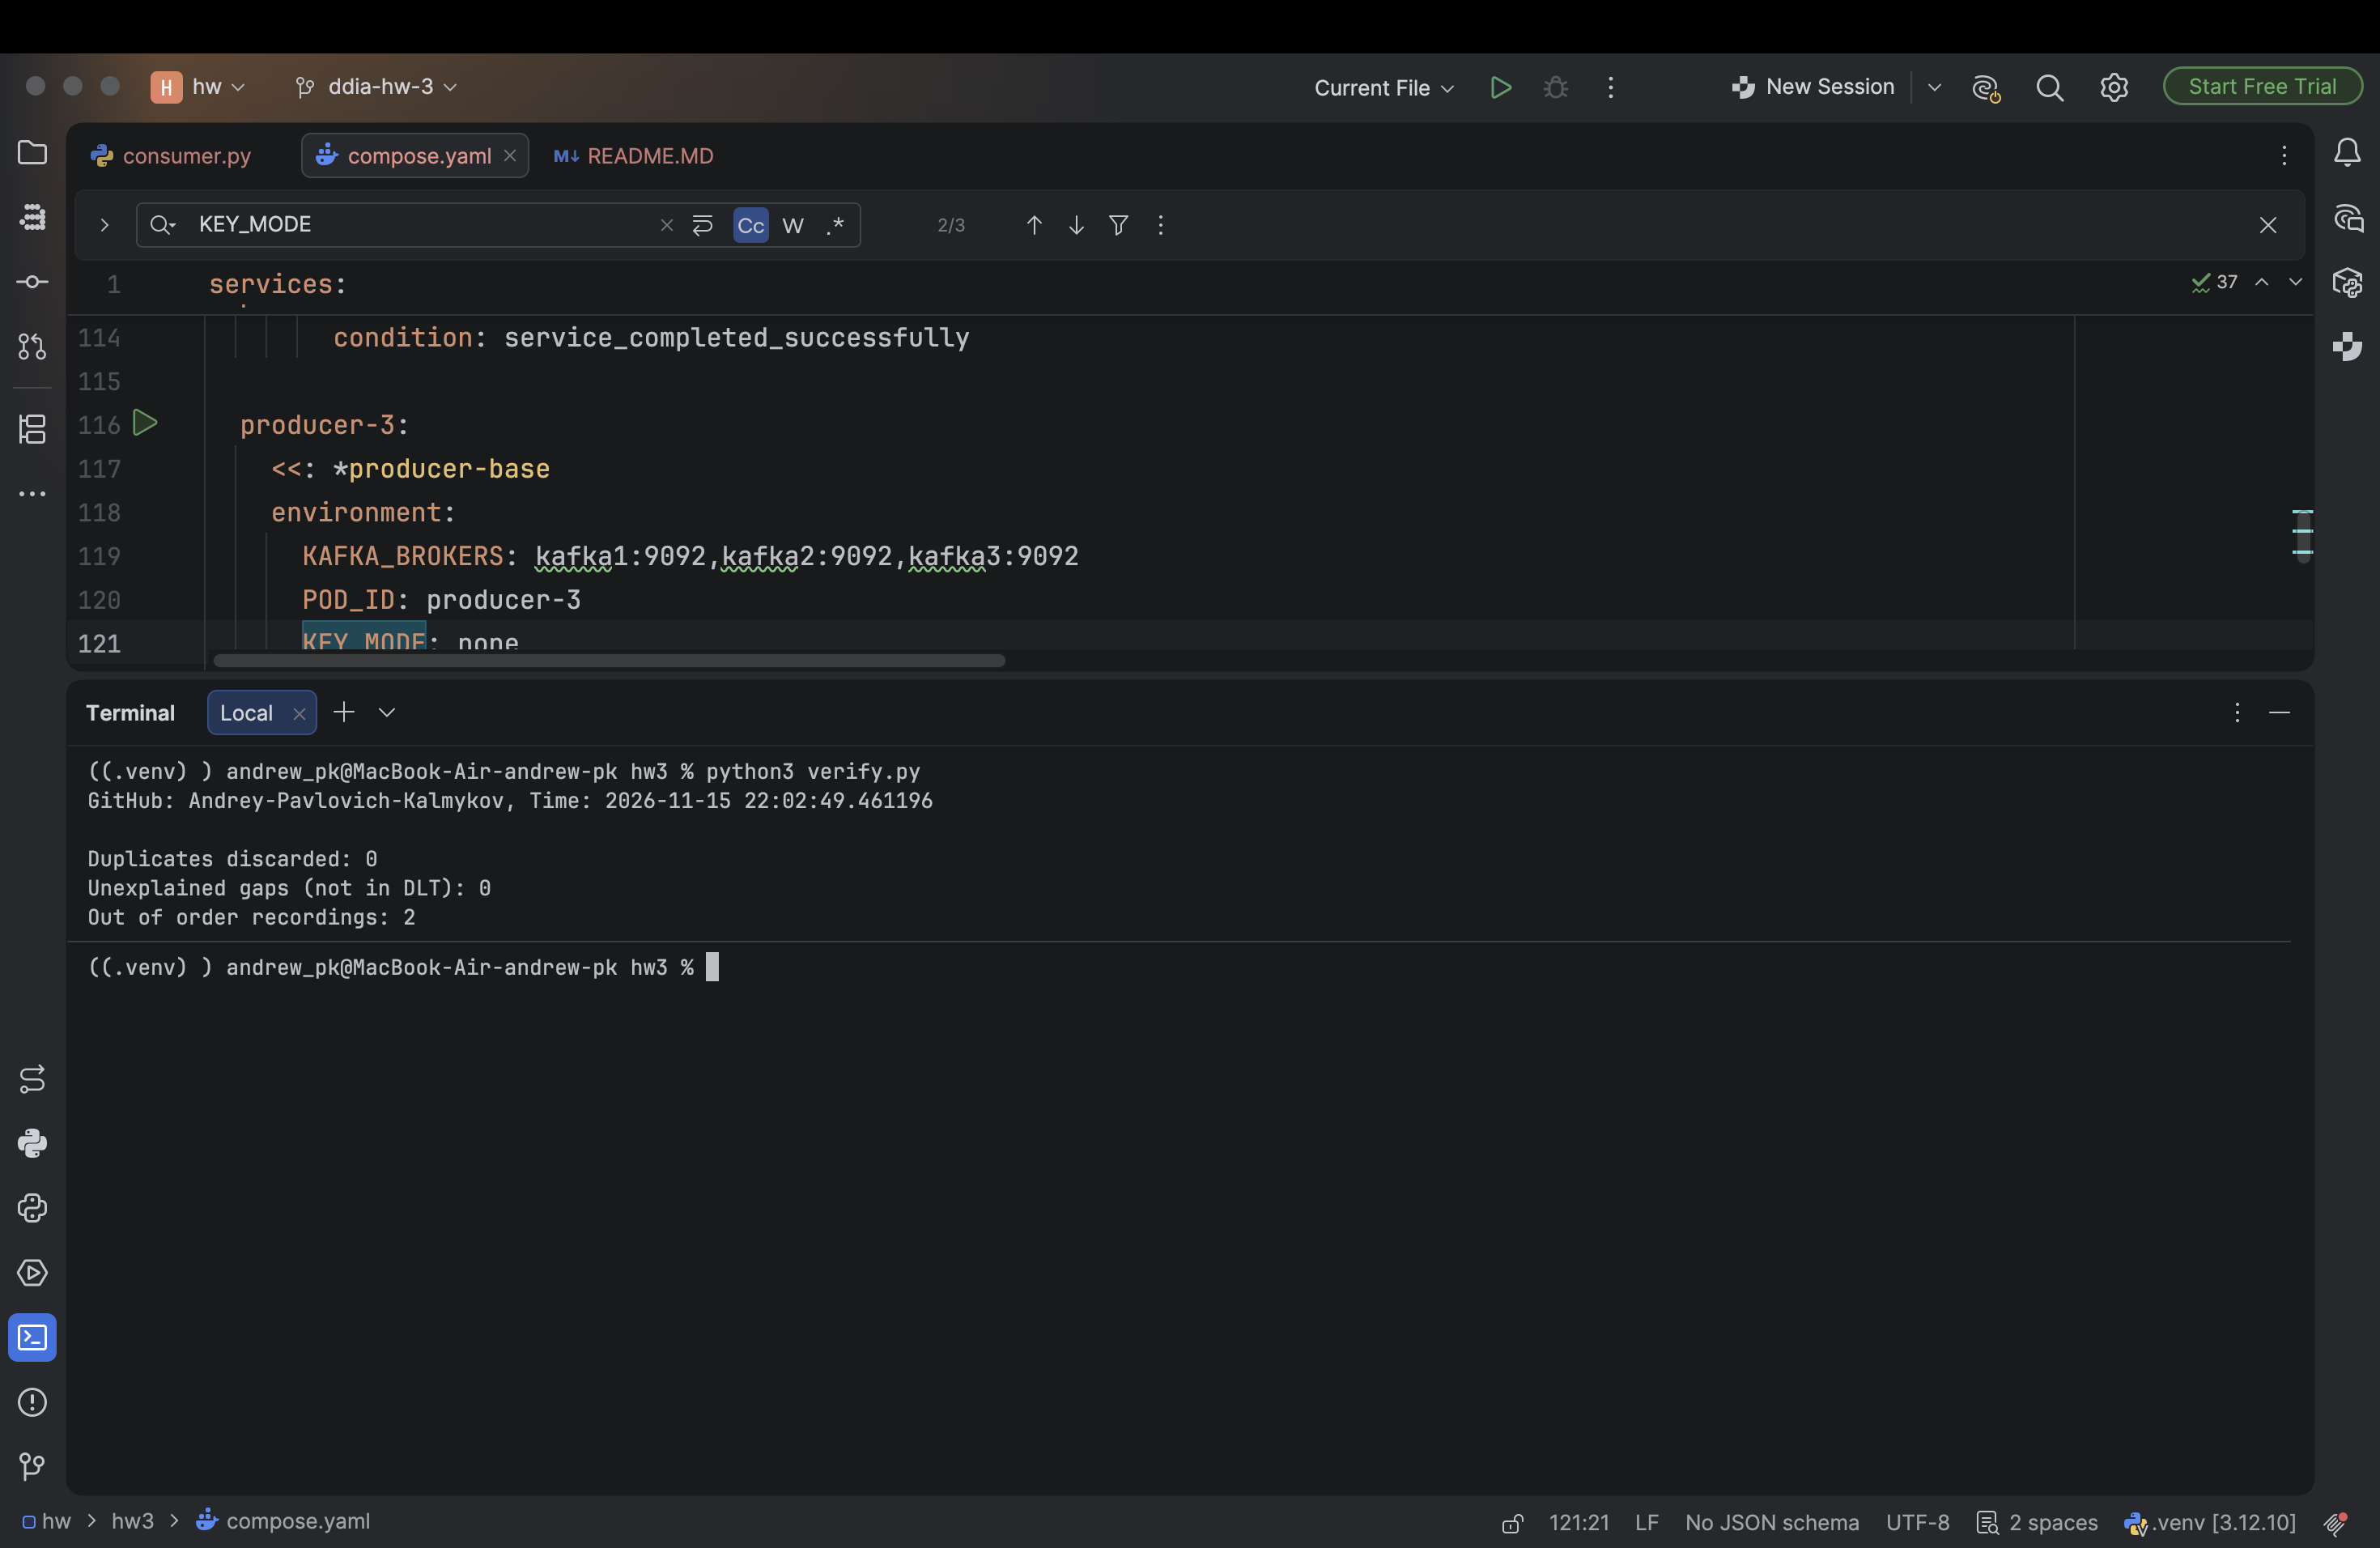 H hw ddia-hw-3 Current File New Session Start Free Trial
consumer.py compose.yaml M↓ README.MD
KEY_MODE Cc W .* 2/3
1 services: 37
114 condition: service_completed_successfully
115
116 producer-3:
117 <<: *producer-base
118 environment:
119 KAFKA_BROKERS: kafka1:9092,kafka2:9092,kafka3:9092
120 POD_ID: producer-3
121 KEY_MODE: none
Terminal Local
((.venv) ) andrew_pk@MacBook-Air-andrew-pk hw3 % python3 verify.py
GitHub: Andrey-Pavlovich-Kalmykov, Time: 2026-11-15 22:02:49.461196
Duplicates discarded: 0
Unexplained gaps (not in DLT): 0
Out of order recordings: 2
((.venv) ) andrew_pk@MacBook-Air-andrew-pk hw3 %
hw > hw3 > compose.yaml 121:21 LF No JSON schema UTF-8 2 spaces .venv [3.12.10]